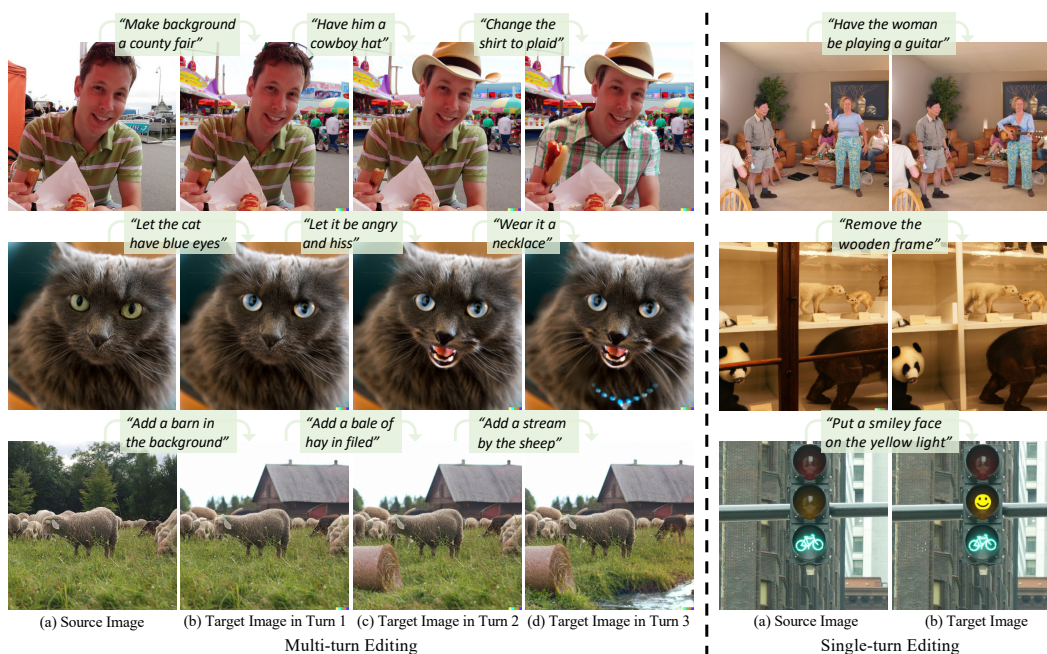 “Make background
a county fair”
“Have him a
cowboy hat”
“Change the
shirt to plaid”
“Have the woman
be playing a guitar”
“Let the cat
have blue eyes”
“Let it be angry
and hiss”
“Wear it a
necklace”
“Remove the
wooden frame”
“Add a barn in
the background”
“Add a bale of
hay in filed”
“Add a stream
by the sheep”
“Put a smiley face
on the yellow light”
(a) Source Image
(b) Target Image in Turn 1
(c) Target Image in Turn 2
(d) Target Image in Turn 3
(a) Source Image
(b) Target Image
Multi-turn Editing
Single-turn Editing